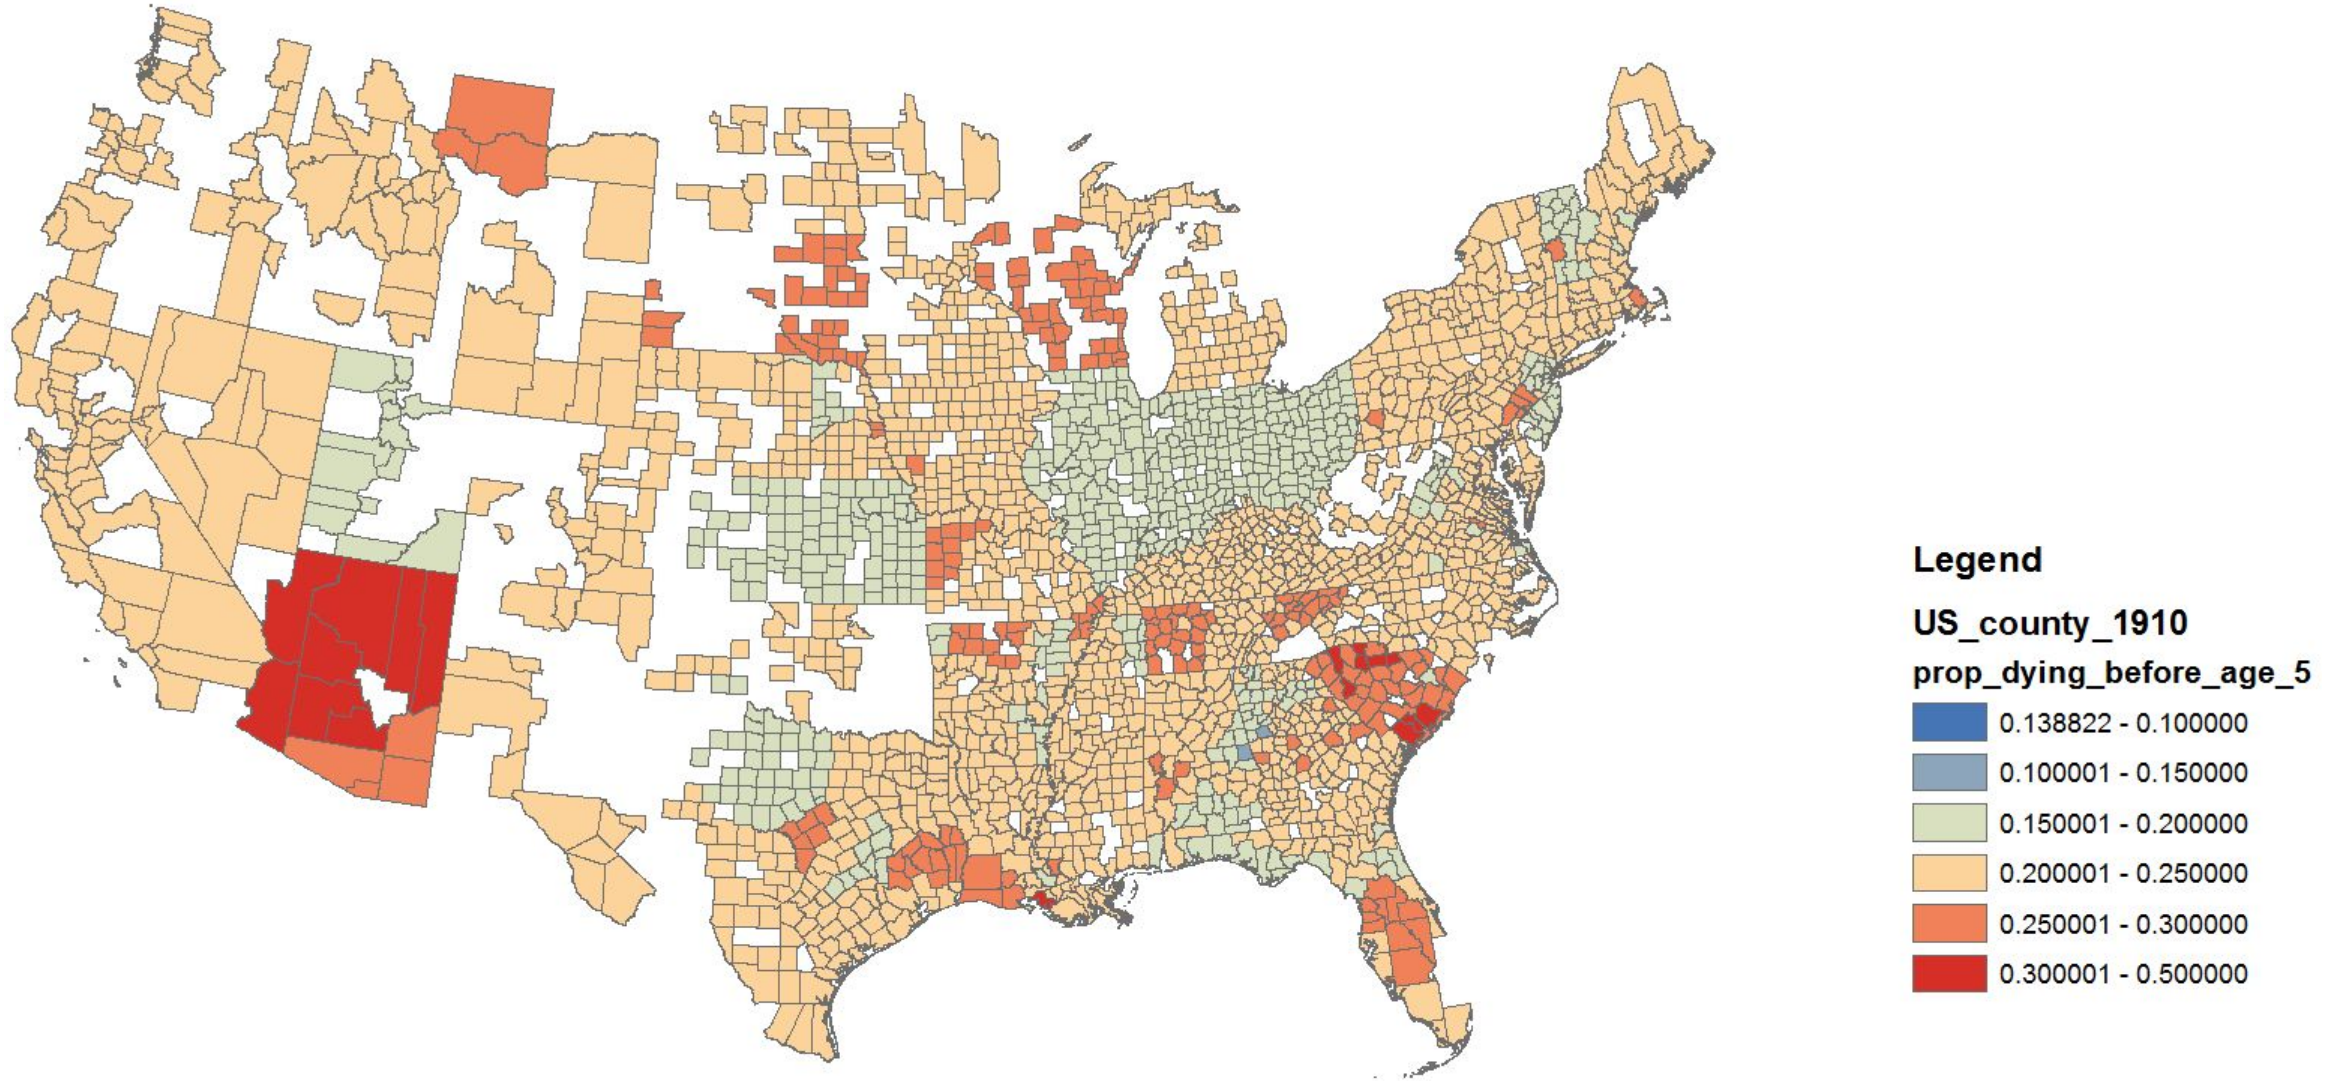 Legend
US_county_1910
prop_dying_before_age_5
0.138822 - 0.100000
0.100001 - 0.150000
0.150001 - 0.200000
0.200001 - 0.250000
0.250001 - 0.300000
0.300001 - 0.500000